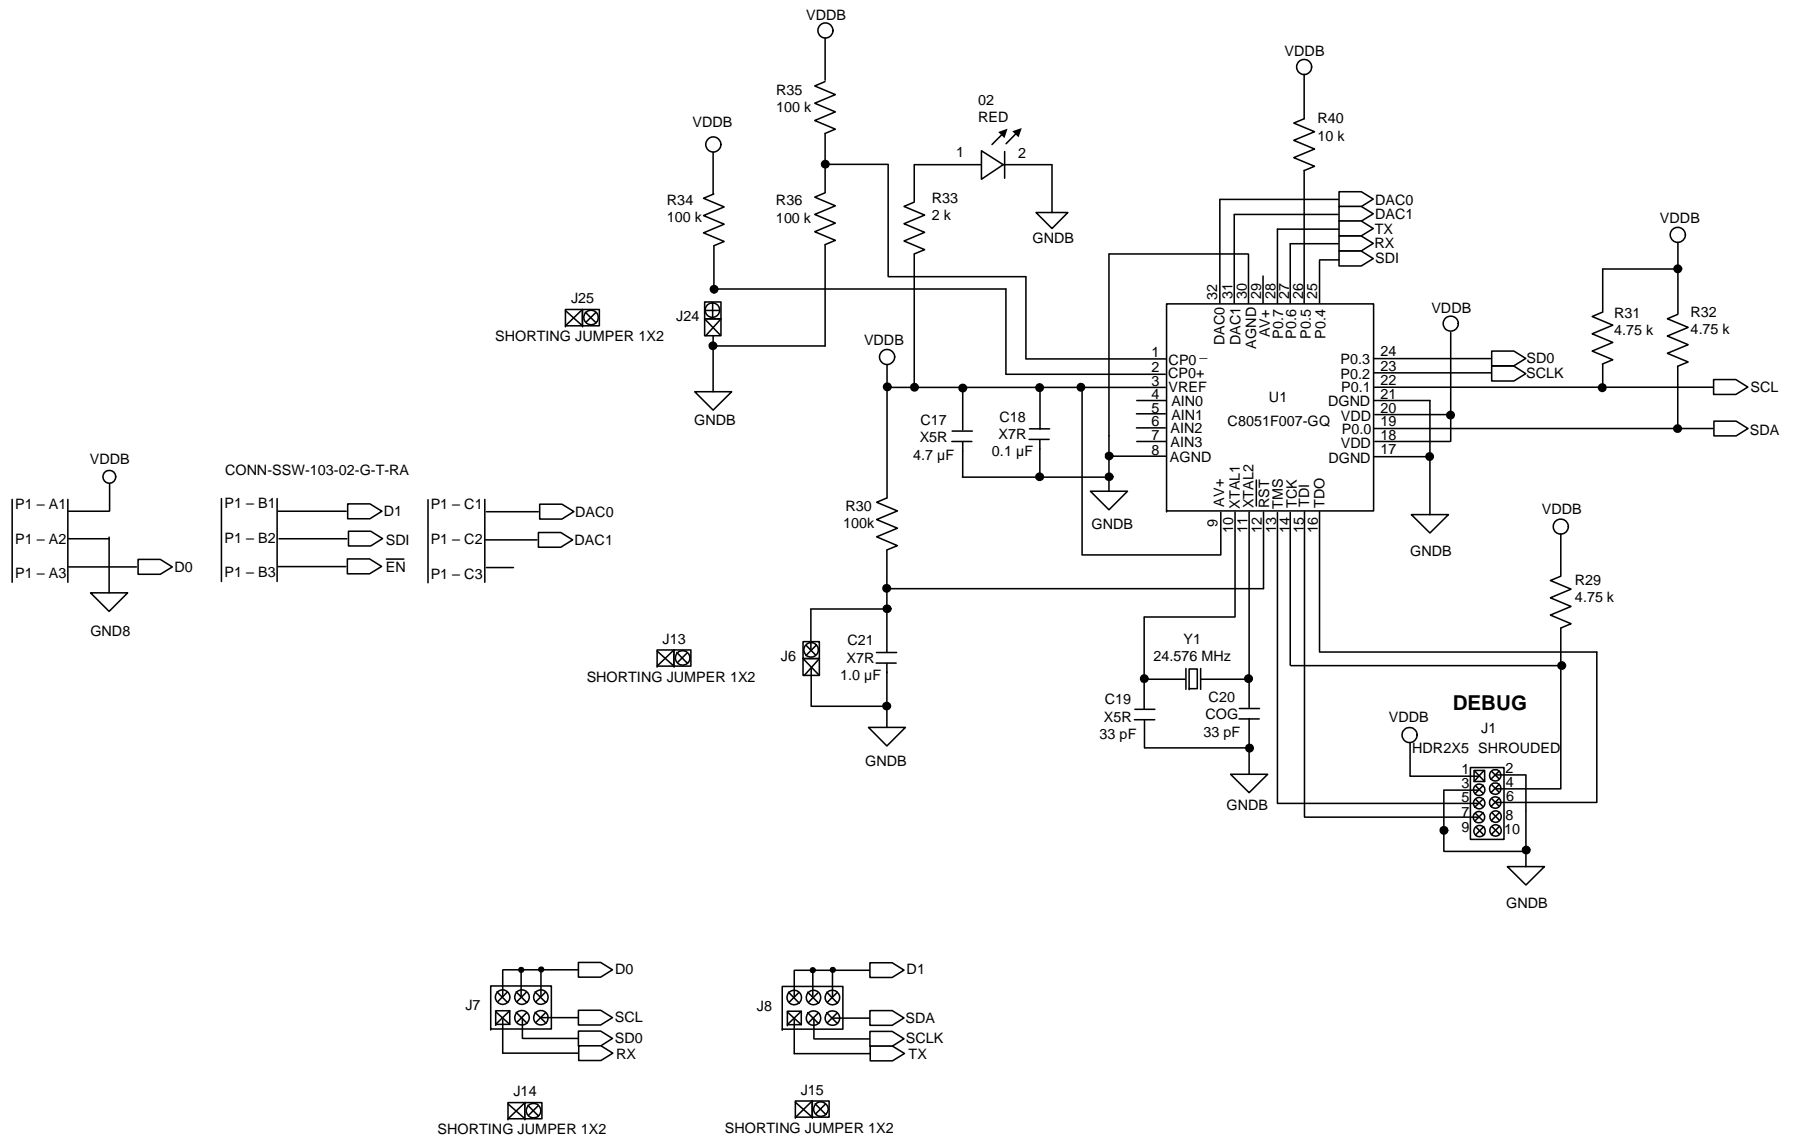 VDDB
R35
100 k
VDDB
R34
100 k
R36
100 k
02
RED
1
2
R33
2 k
GNDB
VDDB
R40
10 k
DAC0
DAC1
TX
RX
SDI
VDDB
R31
4.75 k
R32
4.75 k
J25
SHORTING JUMPER 1X2
J24
GNDB
VDDB
32
31
30
29
28
27
26
25
DAC0
DAC1
AGND
AV+
P0.7
P0.6
P0.5
P0.4
VDDB
1
2
3
4
5
6
7
8
CP0–
CP0+
VREF
AIN0
AIN1
AIN2
AIN3
AGND
U1
C8051F007-GQ
P0.3
P0.2
P0.1
DGND
VDD
P0.0
VDD
DGND
24
23
22
21
20
19
18
17
SD0
SCLK
SCL
SDA
C17
X5R
4.7 µF
C18
X7R
0.1 µF
GNDB
GNDB
AV+
XTAL1
XTAL2
RST
TMS
TCK
TDI
TDO
9
10
11
12
13
14
15
16
VDDB
CONN-SSW-103-02-G-T-RA
P1 – A1
P1 – A2
P1 – A3
D0
GND8
P1 – B1
P1 – B2
P1 – B3
D1
SDI
EN
P1 – C1
P1 – C2
P1 – C3
DAC0
DAC1
R30
100k
VDDB
R29
4.75 k
J13
SHORTING JUMPER 1X2
J6
C21
X7R
1.0 µF
GNDB
Y1
24.576 MHz
C19
X5R
33 pF
C20
COG
33 pF
GNDB
DEBUG
VDDB
J1
HDR2X5 SHROUDED
1
2
3
4
5
6
7
8
9
10
GNDB
J7
D0
SCL
SD0
RX
J8
D1
SDA
SCLK
TX
J14
SHORTING JUMPER 1X2
J15
SHORTING JUMPER 1X2